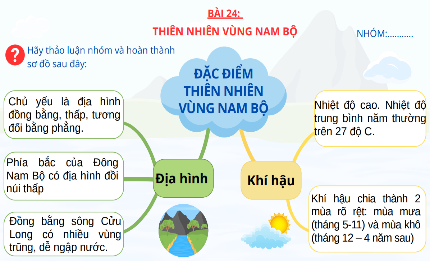 BÀI 24:
THIÊN NHIÊN VÙNG NAM BỘ
NHÓM:...........
? Hãy thảo luận nhóm và hoàn thành
sơ đồ sau đây:
ĐẶC ĐIỂM
THIÊN NHIÊN
VÙNG NAM BỘ
Chủ yếu là địa hình
đồng bằng, thấp, tương
đối bằng phẳng.
Phía bắc của Đông
Nam Bộ có địa hình đồi
núi thấp
Đồng bằng sông Cửu
Long có nhiều vùng
trũng, dễ ngập nước.
Địa hình
Khí hậu
Nhiệt độ cao. Nhiệt độ
trung bình năm thường
trên 27 độ C.
Khí hậu chia thành 2
mùa rõ rệt: mùa mưa
(tháng 5-11) và mùa khô
(tháng 12 – 4 năm sau)